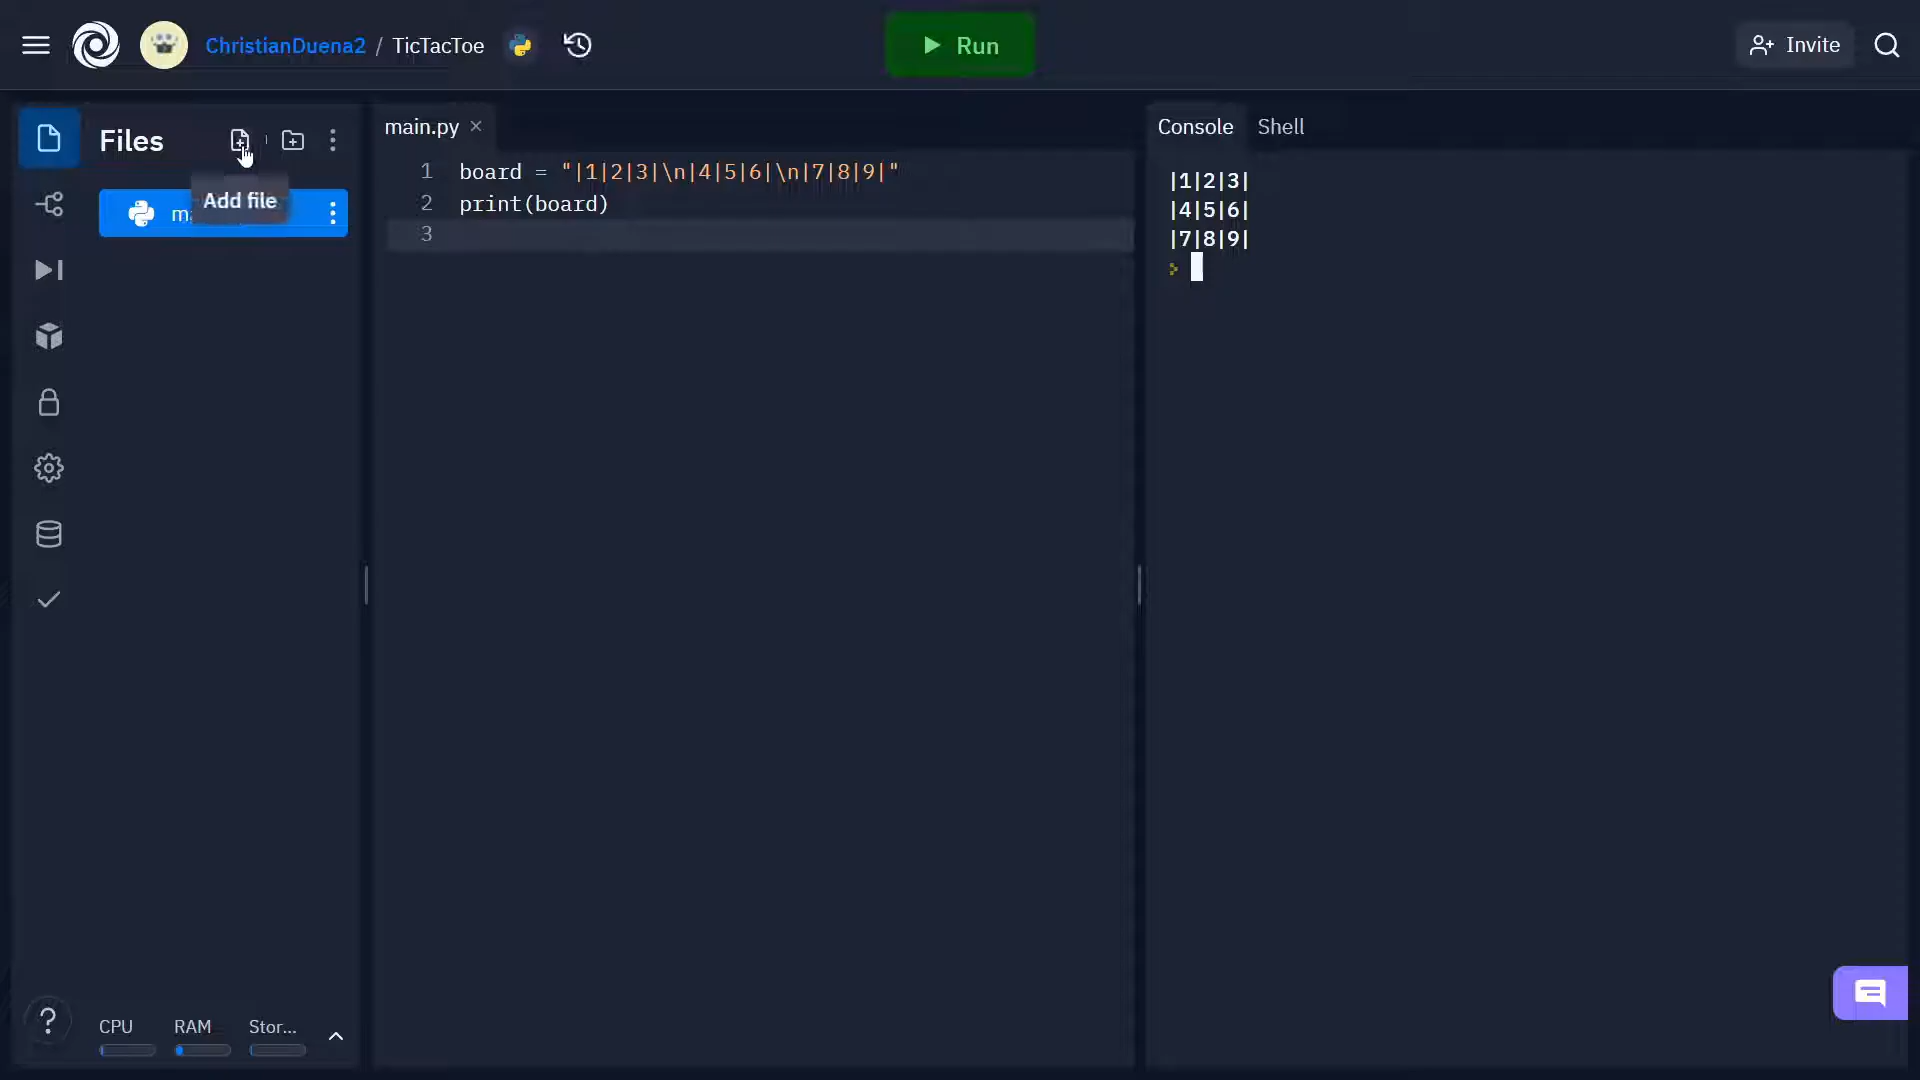 ChristianDuena2 / TicTacToe
Run
Invite
Files
Add file
main.py
1 board = "|1|2|3|\n|4|5|6|\n|7|8|9|"
2 print(board)
3
Console
Shell
|1|2|3|
|4|5|6|
|7|8|9|
?
CPU
RAM
Stor...